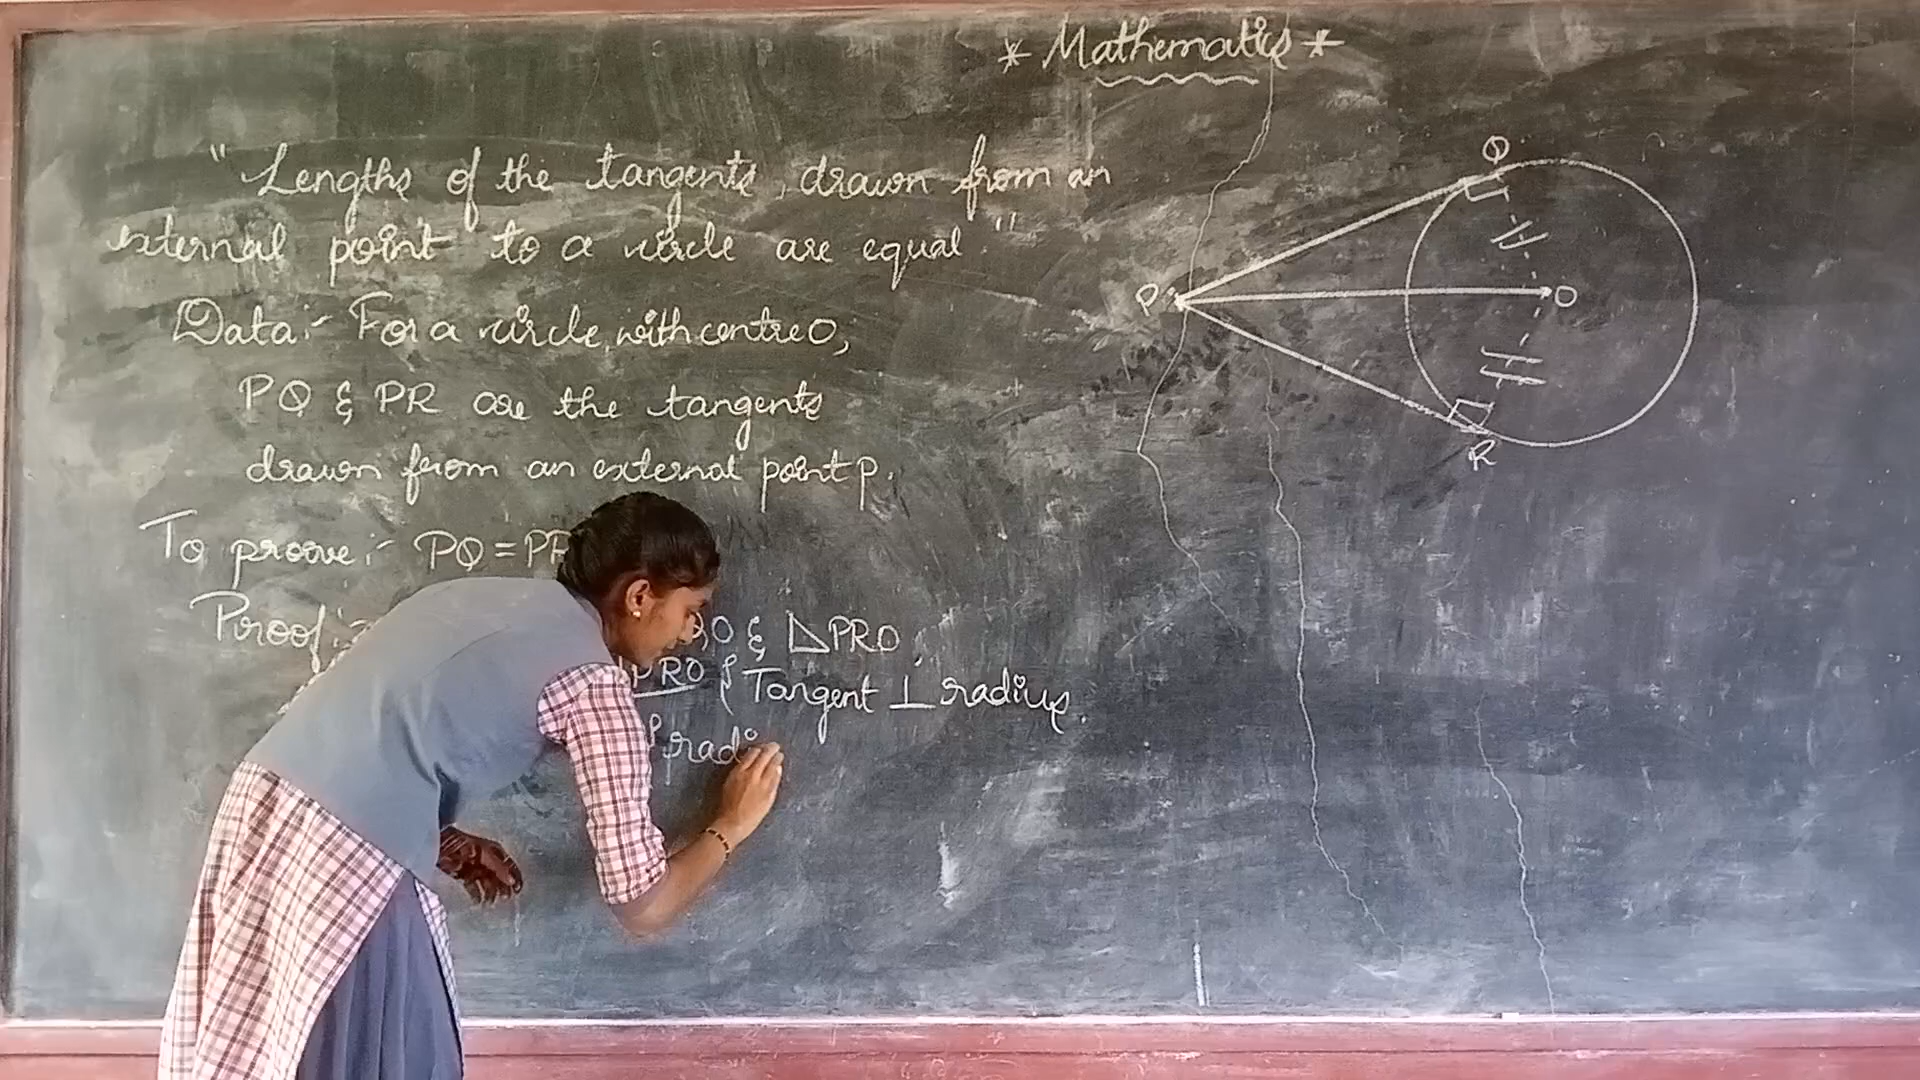 * Mathematics *
"Lengths of the tangents, drawn from an
external point to a circle are equal"
Data:- For a circle, with centre O,
PQ & PR are the tangents
drawn from an external point P.
To prove:- PQ = PR
Proof:- QO & △PRO,
PRO { Tangent ⊥ radius.
{ radi
Q
P
O
R